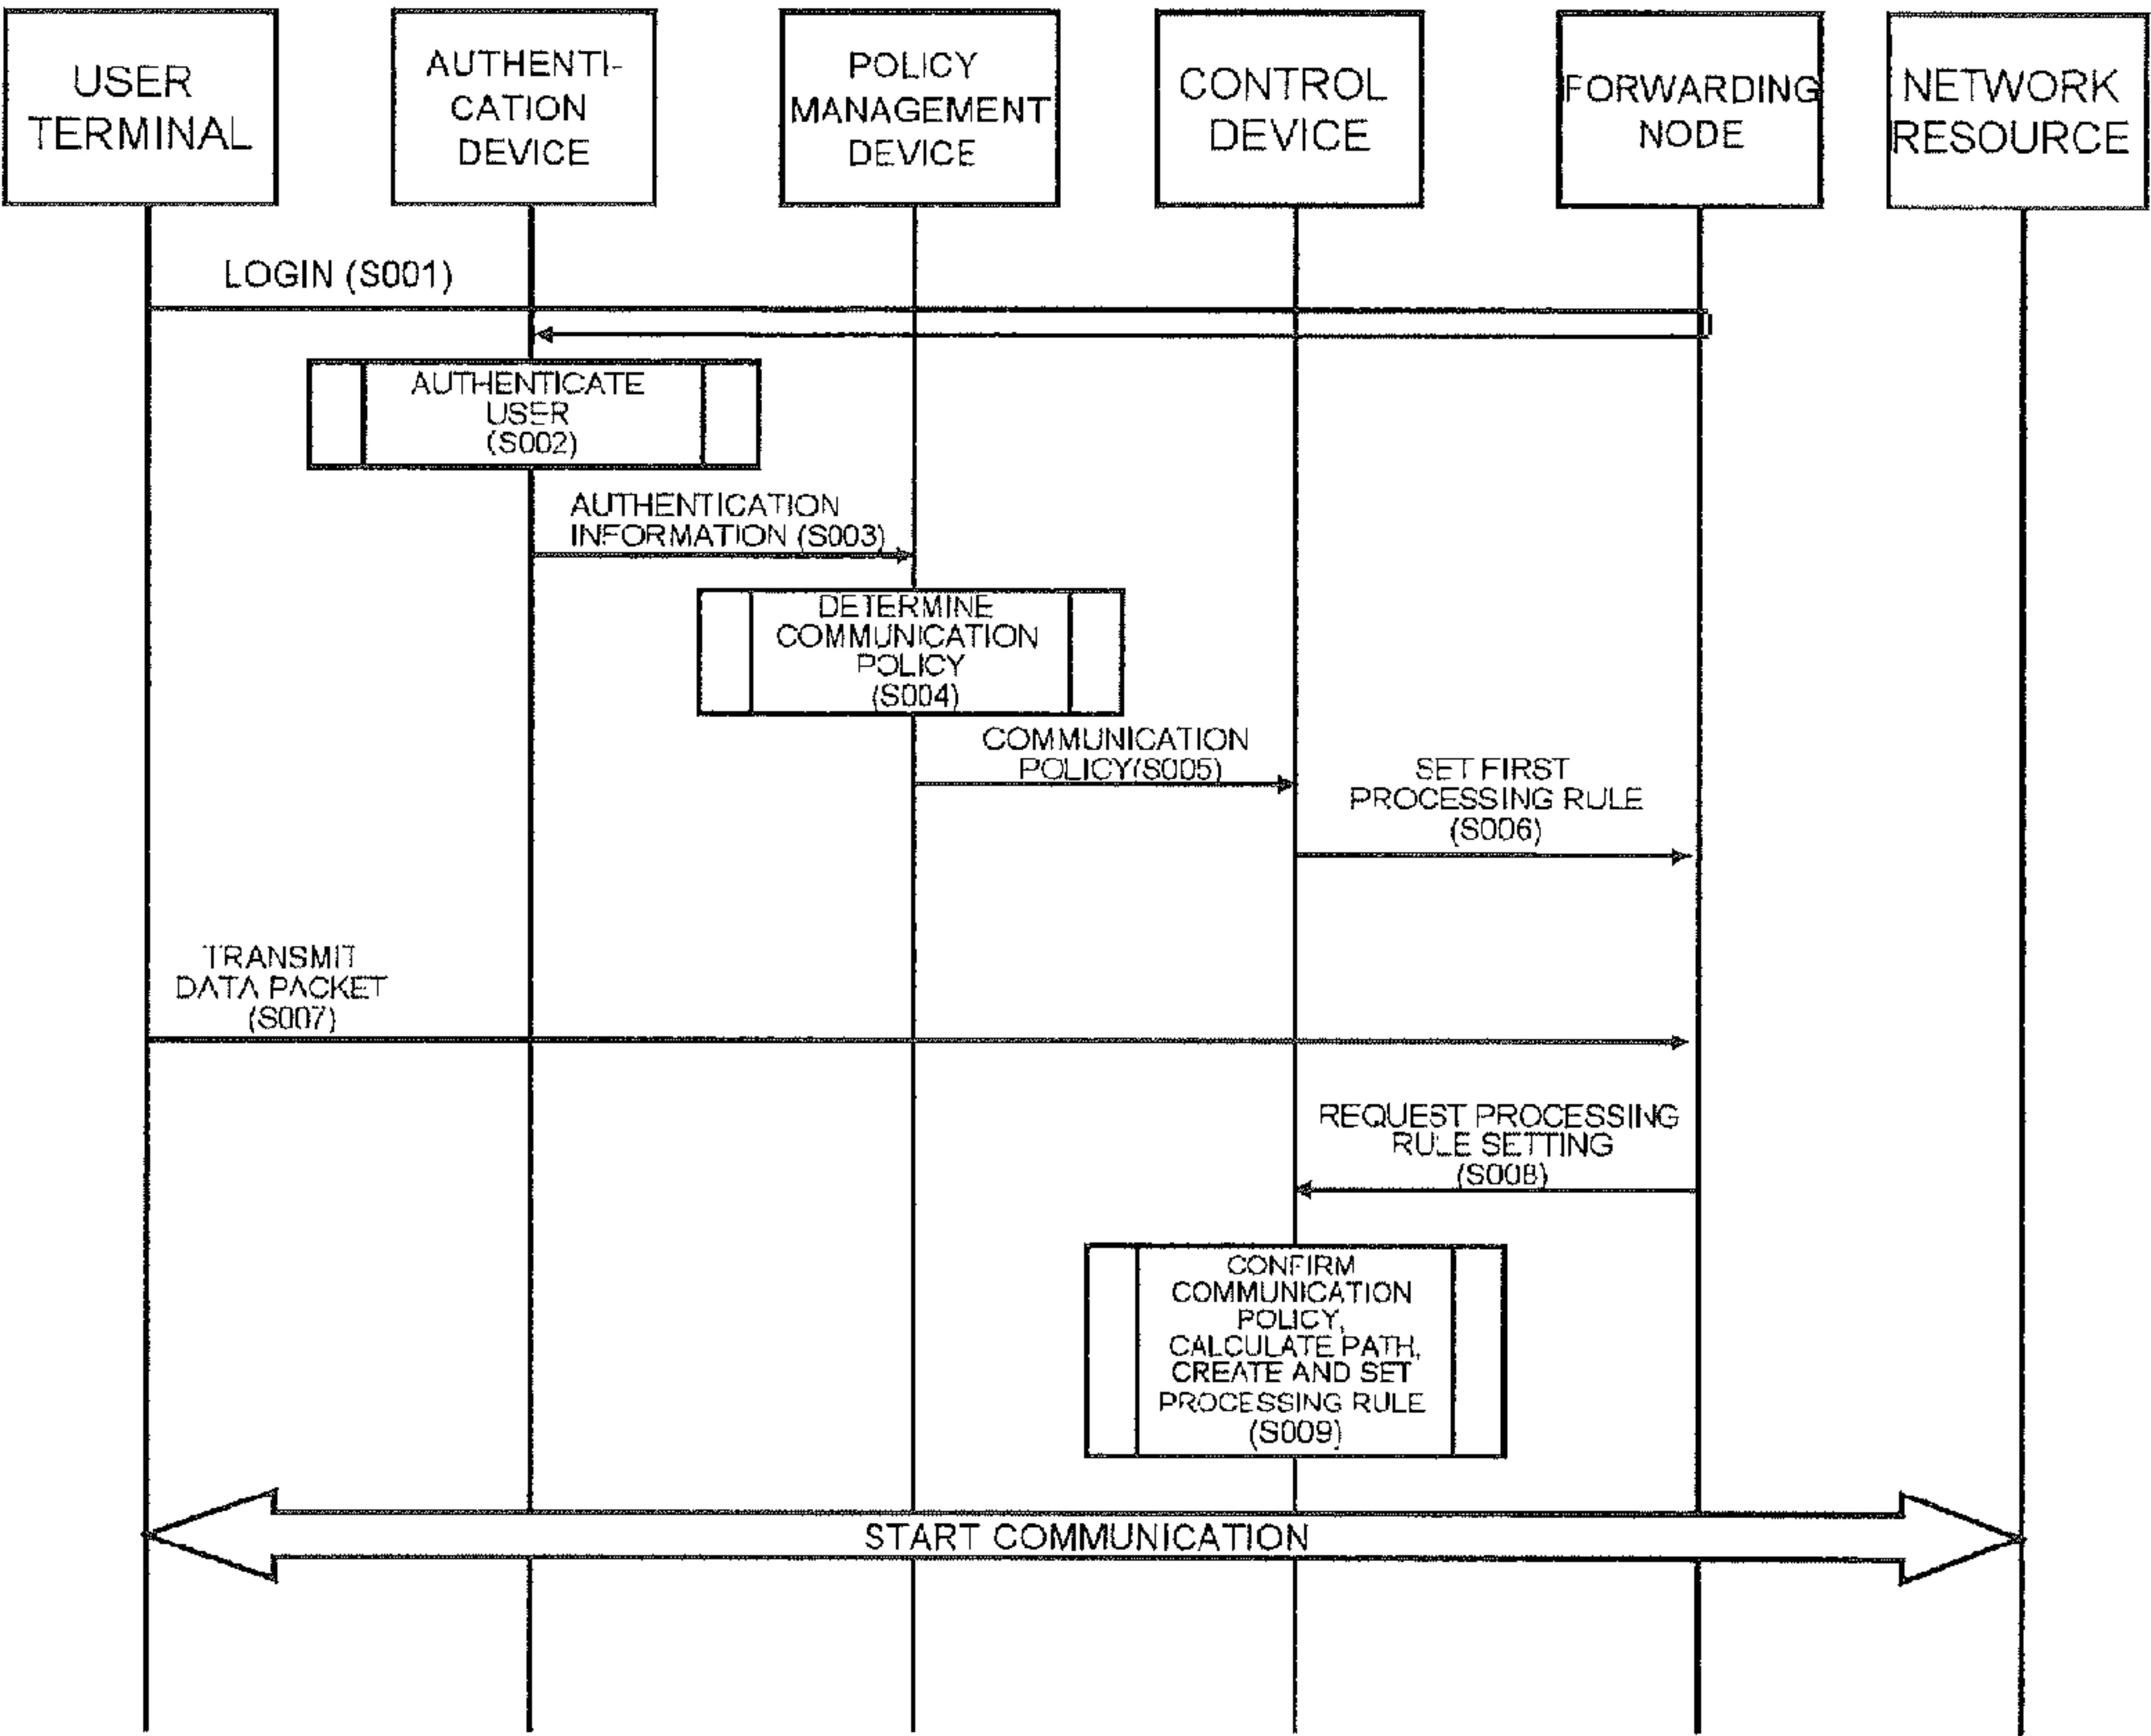 USER
TERMINAL
AUTHENTI-
CATION
DEVICE
POLICY
MANAGEMENT
DEVICE
CONTROL
DEVICE
FORWARDING
NODE
NETWORK
RESOURCE
LOGIN (S001)
AUTHENTICATE
USER
(S002)
AUTHENTICATION
INFORMATION (S003)
DETERMINE
COMMUNICATION
POLICY
(S004)
COMMUNICATION
POLICY(S005)
SET FIRST
PROCESSING RULE
(S006)
TRANSMIT
DATA PACKET
(S007)
REQUEST PROCESSING
RULE SETTING
(S008)
CONFIRM
COMMUNICATION
POLICY,
CALCULATE PATH,
CREATE AND SET
PROCESSING RULE
(S009)
START COMMUNICATION